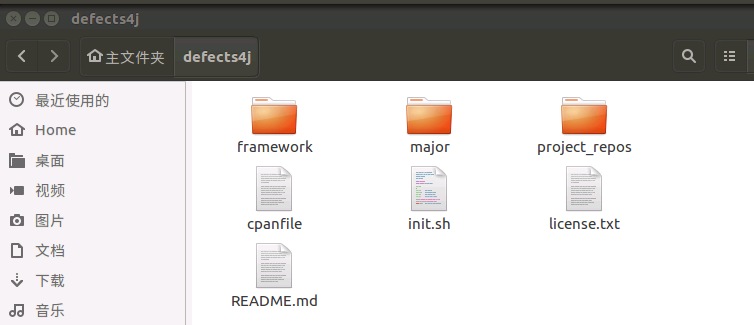 defects4j
主文件夹 defects4j
最近使用的
Home
桌面
视频
图片
文档
下载
音乐
framework major project_repos
cpanfile init.sh license.txt
README.md